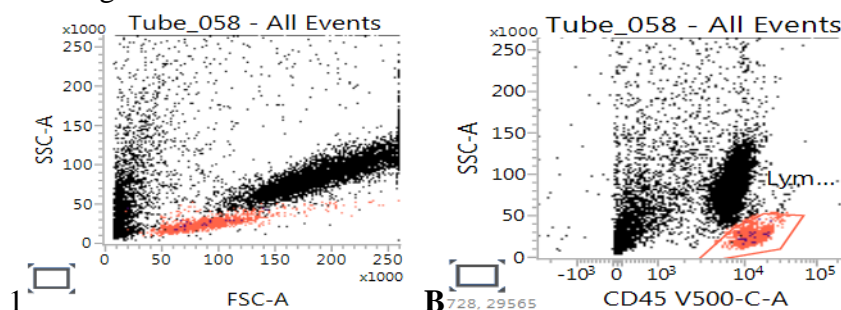 Tube_058 - All Events
x1000
250
200
150
100
50
0
SSC-A
0 50 100 150 200 250
x1000
FSC-A
1
Tube_058 - All Events
x1000
250
200
150
100
50
0
SSC-A
Lym...
-10³ 0 10³ 10⁴ 10⁵
B 728, 29565 CD45 V500-C-A